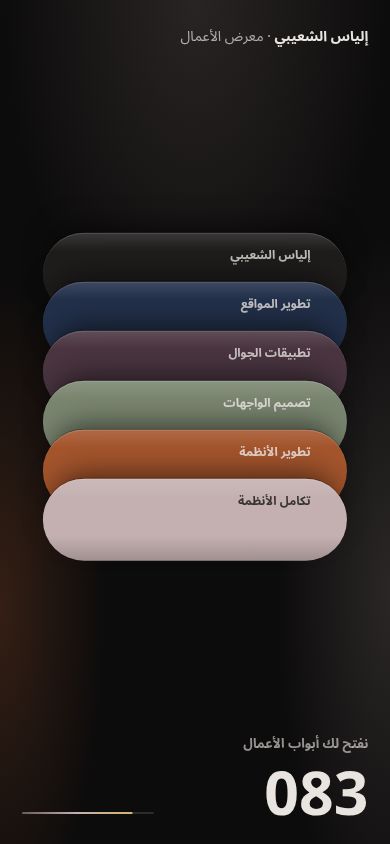 إلياس الشعيبي · معرض الأعمال
إلياس الشعيبي
تطوير المواقع
تطبيقات الجوال
تصميم الواجهات
تطوير الأنظمة
تكامل الأنظمة
نفتح لك أبواب الأعمال
083